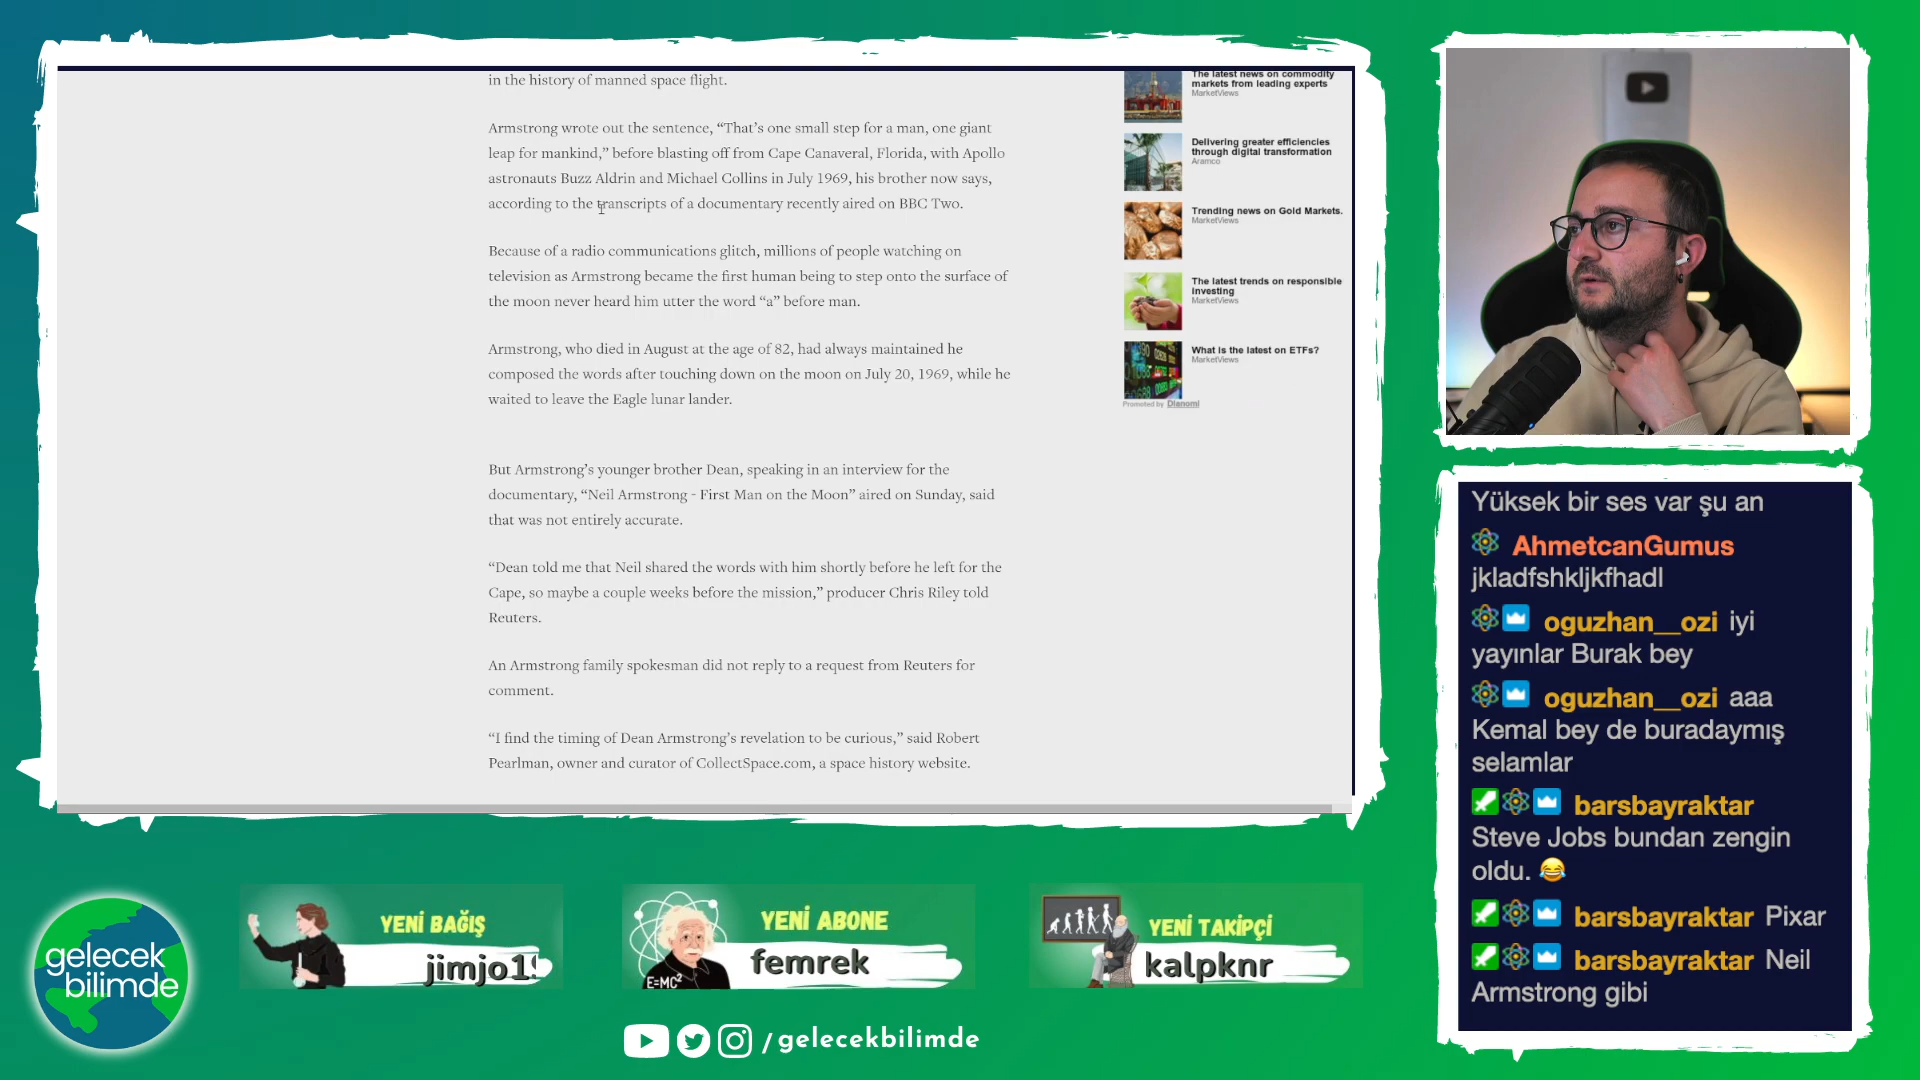 in the history of manned space flight.
Armstrong wrote out the sentence, “That’s one small step for a man, one giant
leap for mankind,” before blasting off from Cape Canaveral, Florida, with Apollo
astronauts Buzz Aldrin and Michael Collins in July 1969, his brother now says,
according to the transcripts of a documentary recently aired on BBC Two.
Because of a radio communications glitch, millions of people watching on
television as Armstrong became the first human being to step onto the surface of
the moon never heard him utter the word “a” before man.
Armstrong, who died in August at the age of 82, had always maintained he
composed the words after touching down on the moon on July 20, 1969, while he
waited to leave the Eagle lunar lander.
But Armstrong’s younger brother Dean, speaking in an interview for the
documentary, “Neil Armstrong - First Man on the Moon” aired on Sunday, said
that was not entirely accurate.
“Dean told me that Neil shared the words with him shortly before he left for the
Cape, so maybe a couple weeks before the mission,” producer Chris Riley told
Reuters.
An Armstrong family spokesman did not reply to a request from Reuters for
comment.
“I find the timing of Dean Armstrong’s revelation to be curious,” said Robert
Pearlman, owner and curator of CollectSpace.com, a space history website.
The latest news on commodity
markets from leading experts
MarketViews
Delivering greater efficiencies
through digital transformation
Aramco
Trending news on Gold Markets.
MarketViews
The latest trends on responsible
investing
MarketViews
What is the latest on ETFs?
MarketViews
Promoted by Dianomi
Yüksek bir ses var şu an
AhmetcanGumus
jkladfshkljkfhadl
oguzhan__ozi iyi
yayınlar Burak bey
oguzhan__ozi aaa
Kemal bey de buradaymış
selamlar
barsbayraktar
Steve Jobs bundan zengin
oldu. 😂
barsbayraktar Pixar
barsbayraktar Neil
Armstrong gibi
gelecek
bilimde
YENİ BAĞIŞ
jimjo1
YENİ ABONE
femrek
E=MC²
YENİ TAKİPÇİ
kalpknr
/gelecekbilimde